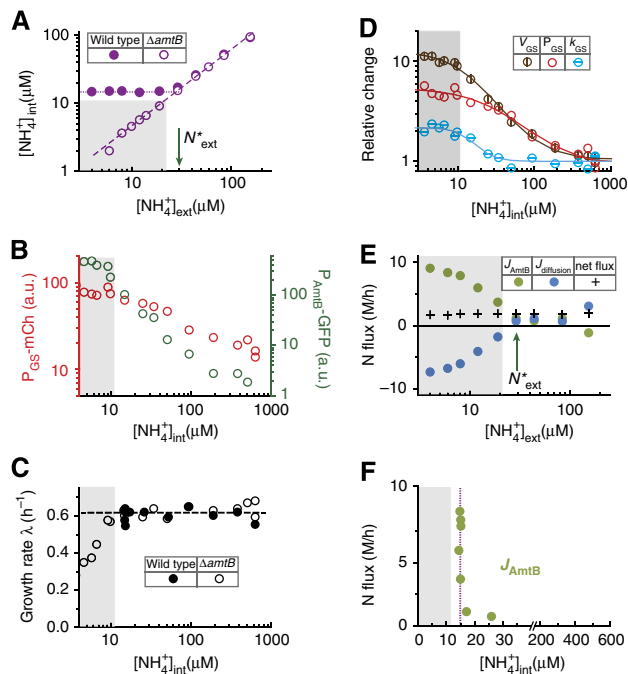 A
Wild type ΔamtB
100
10
1
[NH4+]int(µM)
N*ext
1 10 100
[NH4+]ext(µM)
B
100
10
PGS-mCh (a.u.)
100
10
1
PAmtB-GFP (a.u.)
10 100 1000
[NH4+]int(µM)
C
0.6
0.4
0.2
0.0
Growth rate λ (h−1)
Wild type ΔamtB
10 100 1000
[NH4+]int(µM)
D
VGS PGS kGS
10
1
Relative change
10 100 1000
[NH4+]int(µM)
E
JAmtB Jdiffusion net flux
10
0
−10
N flux (M/h)
N*ext
10 100
[NH4+]ext(µM)
F
10
5
0
N flux (M/h)
JAmtB
0 10 20 30 200 400 600
[NH4+]int(µM)